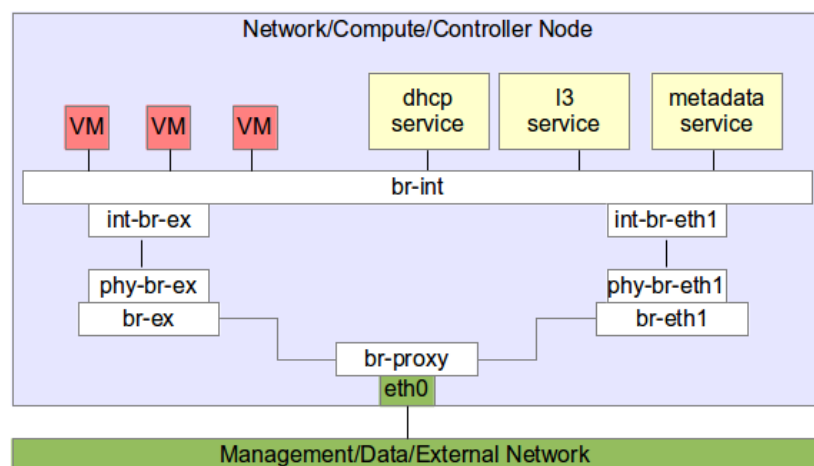 Network/Compute/Controller Node
VM
VM
VM
dhcp
service
l3
service
metadata
service
br-int
int-br-ex
int-br-eth1
phy-br-ex
phy-br-eth1
br-ex
br-eth1
br-proxy
eth0
Management/Data/External Network